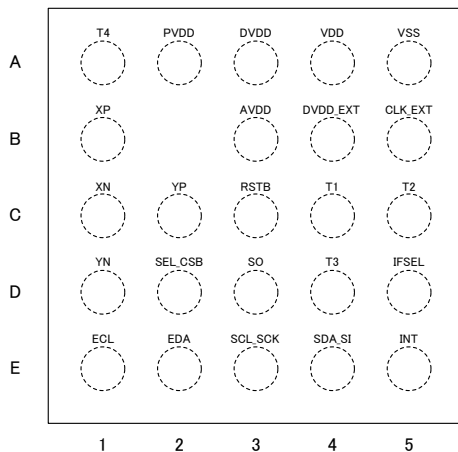 T4 PVDD DVDD VDD VSS
A
XP AVDD DVDD_EXT CLK_EXT
B
XN YP RSTB T1 T2
C
YN SEL_CSB SO T3 IFSEL
D
ECL EDA SCL_SCK SDA_SI INT
E
1 2 3 4 5